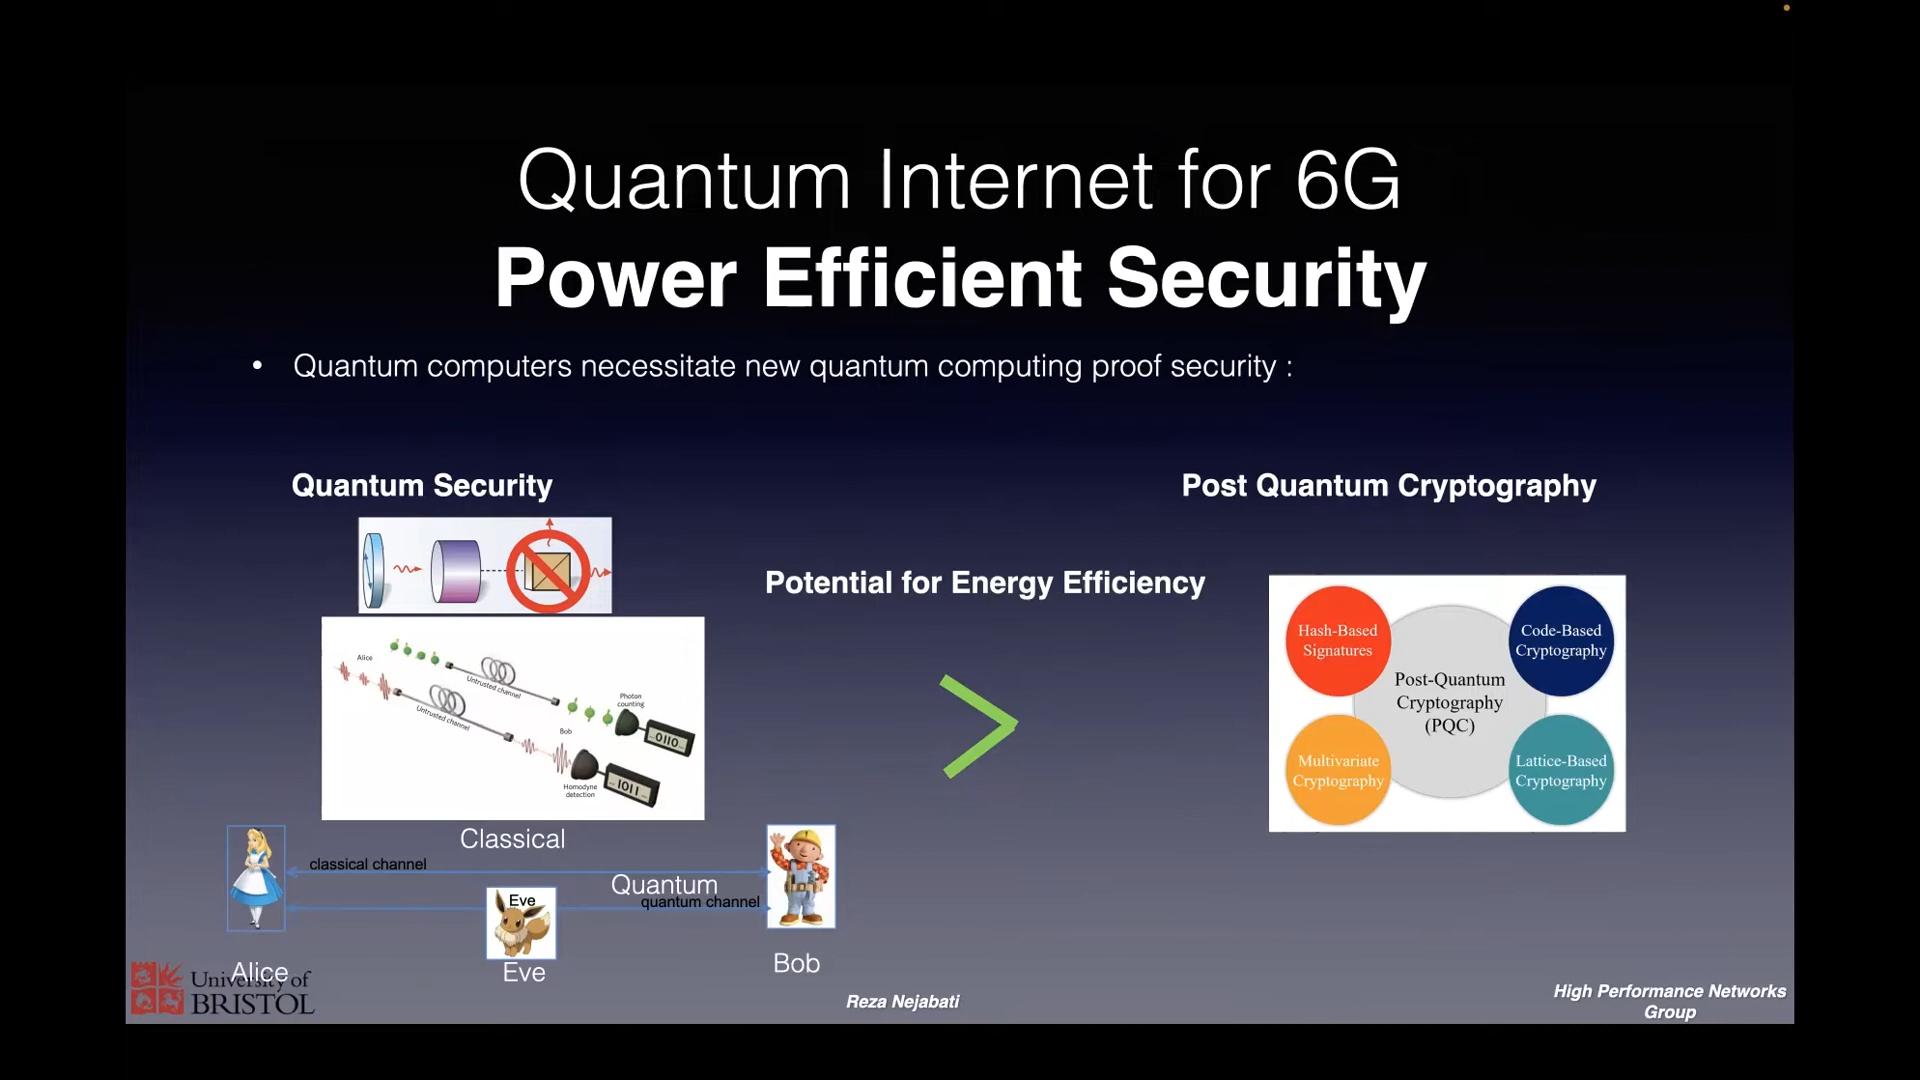 Quantum Internet for 6G
Power Efficient Security
• Quantum computers necessitate new quantum computing proof security :
Quantum Security
Post Quantum Cryptography
Potential for Energy Efficiency
Alice
Untrusted channel
Untrusted channel
Photon
counting
0110
Bob
Homodyne
detection
1011
>
Hash-Based
Signatures
Code-Based
Cryptography
Post-Quantum
Cryptography
(PQC)
Multivariate
Cryptography
Lattice-Based
Cryptography
Classical
classical channel
Quantum
quantum channel
Eve
Alice
Eve
Bob
University of
BRISTOL
Reza Nejabati
High Performance Networks
Group